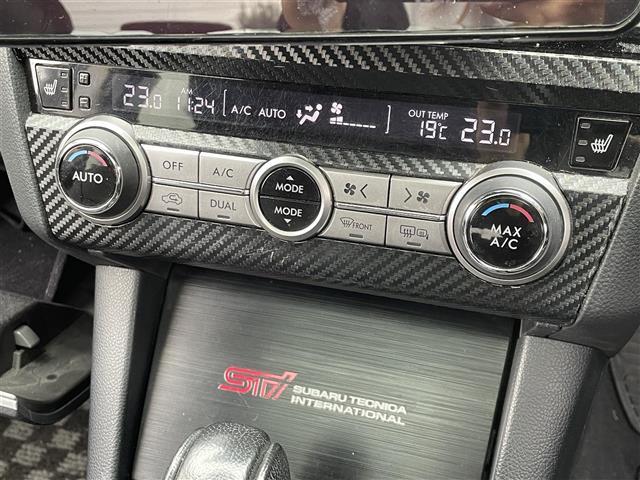 23.0 AM 11:24 A/C AUTO OUT TEMP 19℃ 23.0
AUTO OFF A/C MODE MAX A/C
DUAL MODE FRONT
STI SUBARU TECNICA
INTERNATIONAL